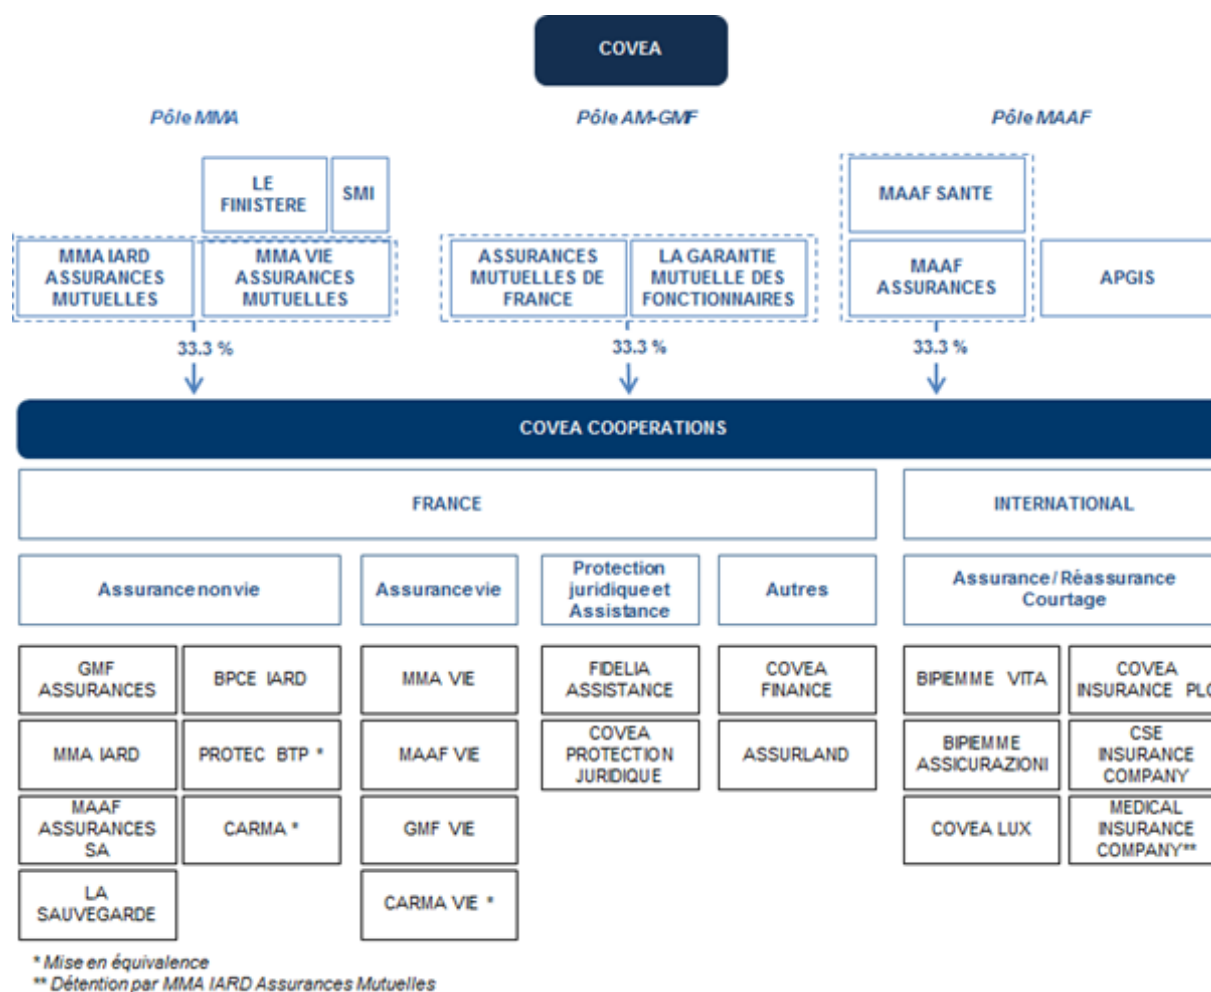 COVEA
Pôle MMA
Pôle AM-GMF
Pôle MAAF
LE
FINISTERE
SMI
MAAF SANTE
MMA IARD
ASSURANCES
MUTUELLES
MMA VIE
ASSURANCES
MUTUELLES
ASSURANCES
MUTUELLES DE
FRANCE
LA GARANTIE
MUTUELLE DES
FONCTIONNAIRES
MAAF
ASSURANCES
APGIS
33.3 %
33.3 %
33.3 %
COVEA COOPERATIONS
FRANCE
INTERNATIONAL
Assurance non vie
Assurance vie
Protection
juridique et
Assistance
Autres
Assurance / Réassurance
Courtage
GMF
ASSURANCES
BPCE IARD
MMA VIE
FIDELIA
ASSISTANCE
COVEA
FINANCE
BIPIEMME VITA
COVEA
INSURANCE PLC
MMA IARD
PROTEC BTP *
MAAF VIE
COVEA
PROTECTION
JURIDIQUE
ASSURLAND
BIPIEMME
ASSICURAZIONI
CSE
INSURANCE
COMPANY
MAAF
ASSURANCES
SA
CARMA *
GMF VIE
COVEA LUX
MEDICAL
INSURANCE
COMPANY**
LA
SAUVEGARDE
CARMA VIE *
* Mise en équivalence
** Détention par MMA IARD Assurances Mutuelles